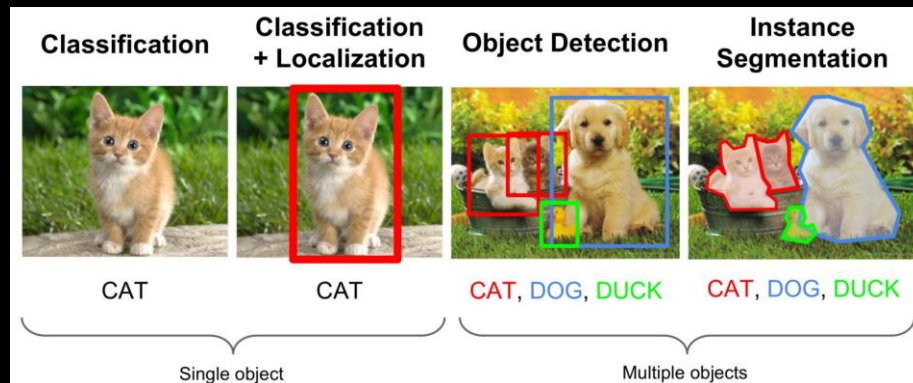 Classification
Classification
+ Localization
Object Detection
Instance
Segmentation
CAT
CAT
CAT, DOG, DUCK
CAT, DOG, DUCK
Single object
Multiple objects